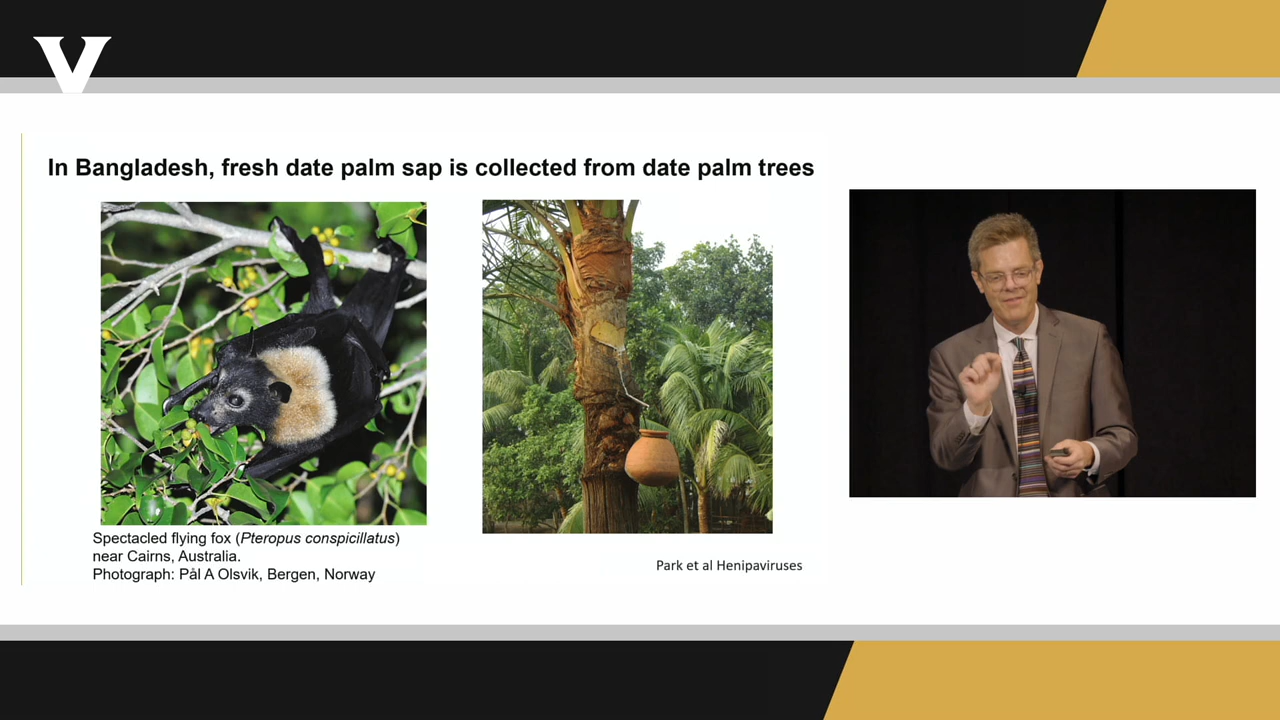 V
In Bangladesh, fresh date palm sap is collected from date palm trees
Spectacled flying fox (Pteropus conspicillatus)
near Cairns, Australia.
Photograph: Pål A Olsvik, Bergen, Norway
Park et al Henipaviruses